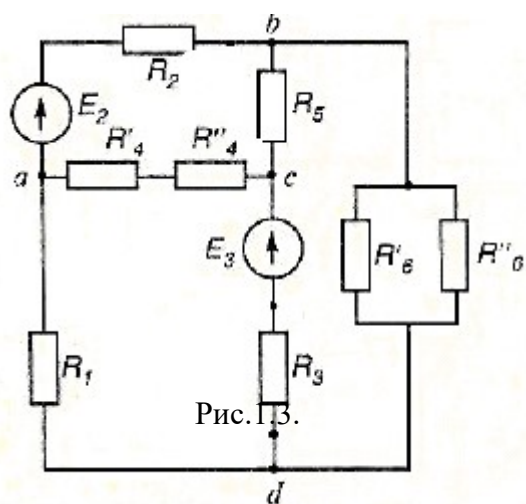 b
R₂
E₂
R₅
R'₄
R"₄
a
c
E₃
R'₆
R"₆
R₁
R₃
Рис.1.3.
d